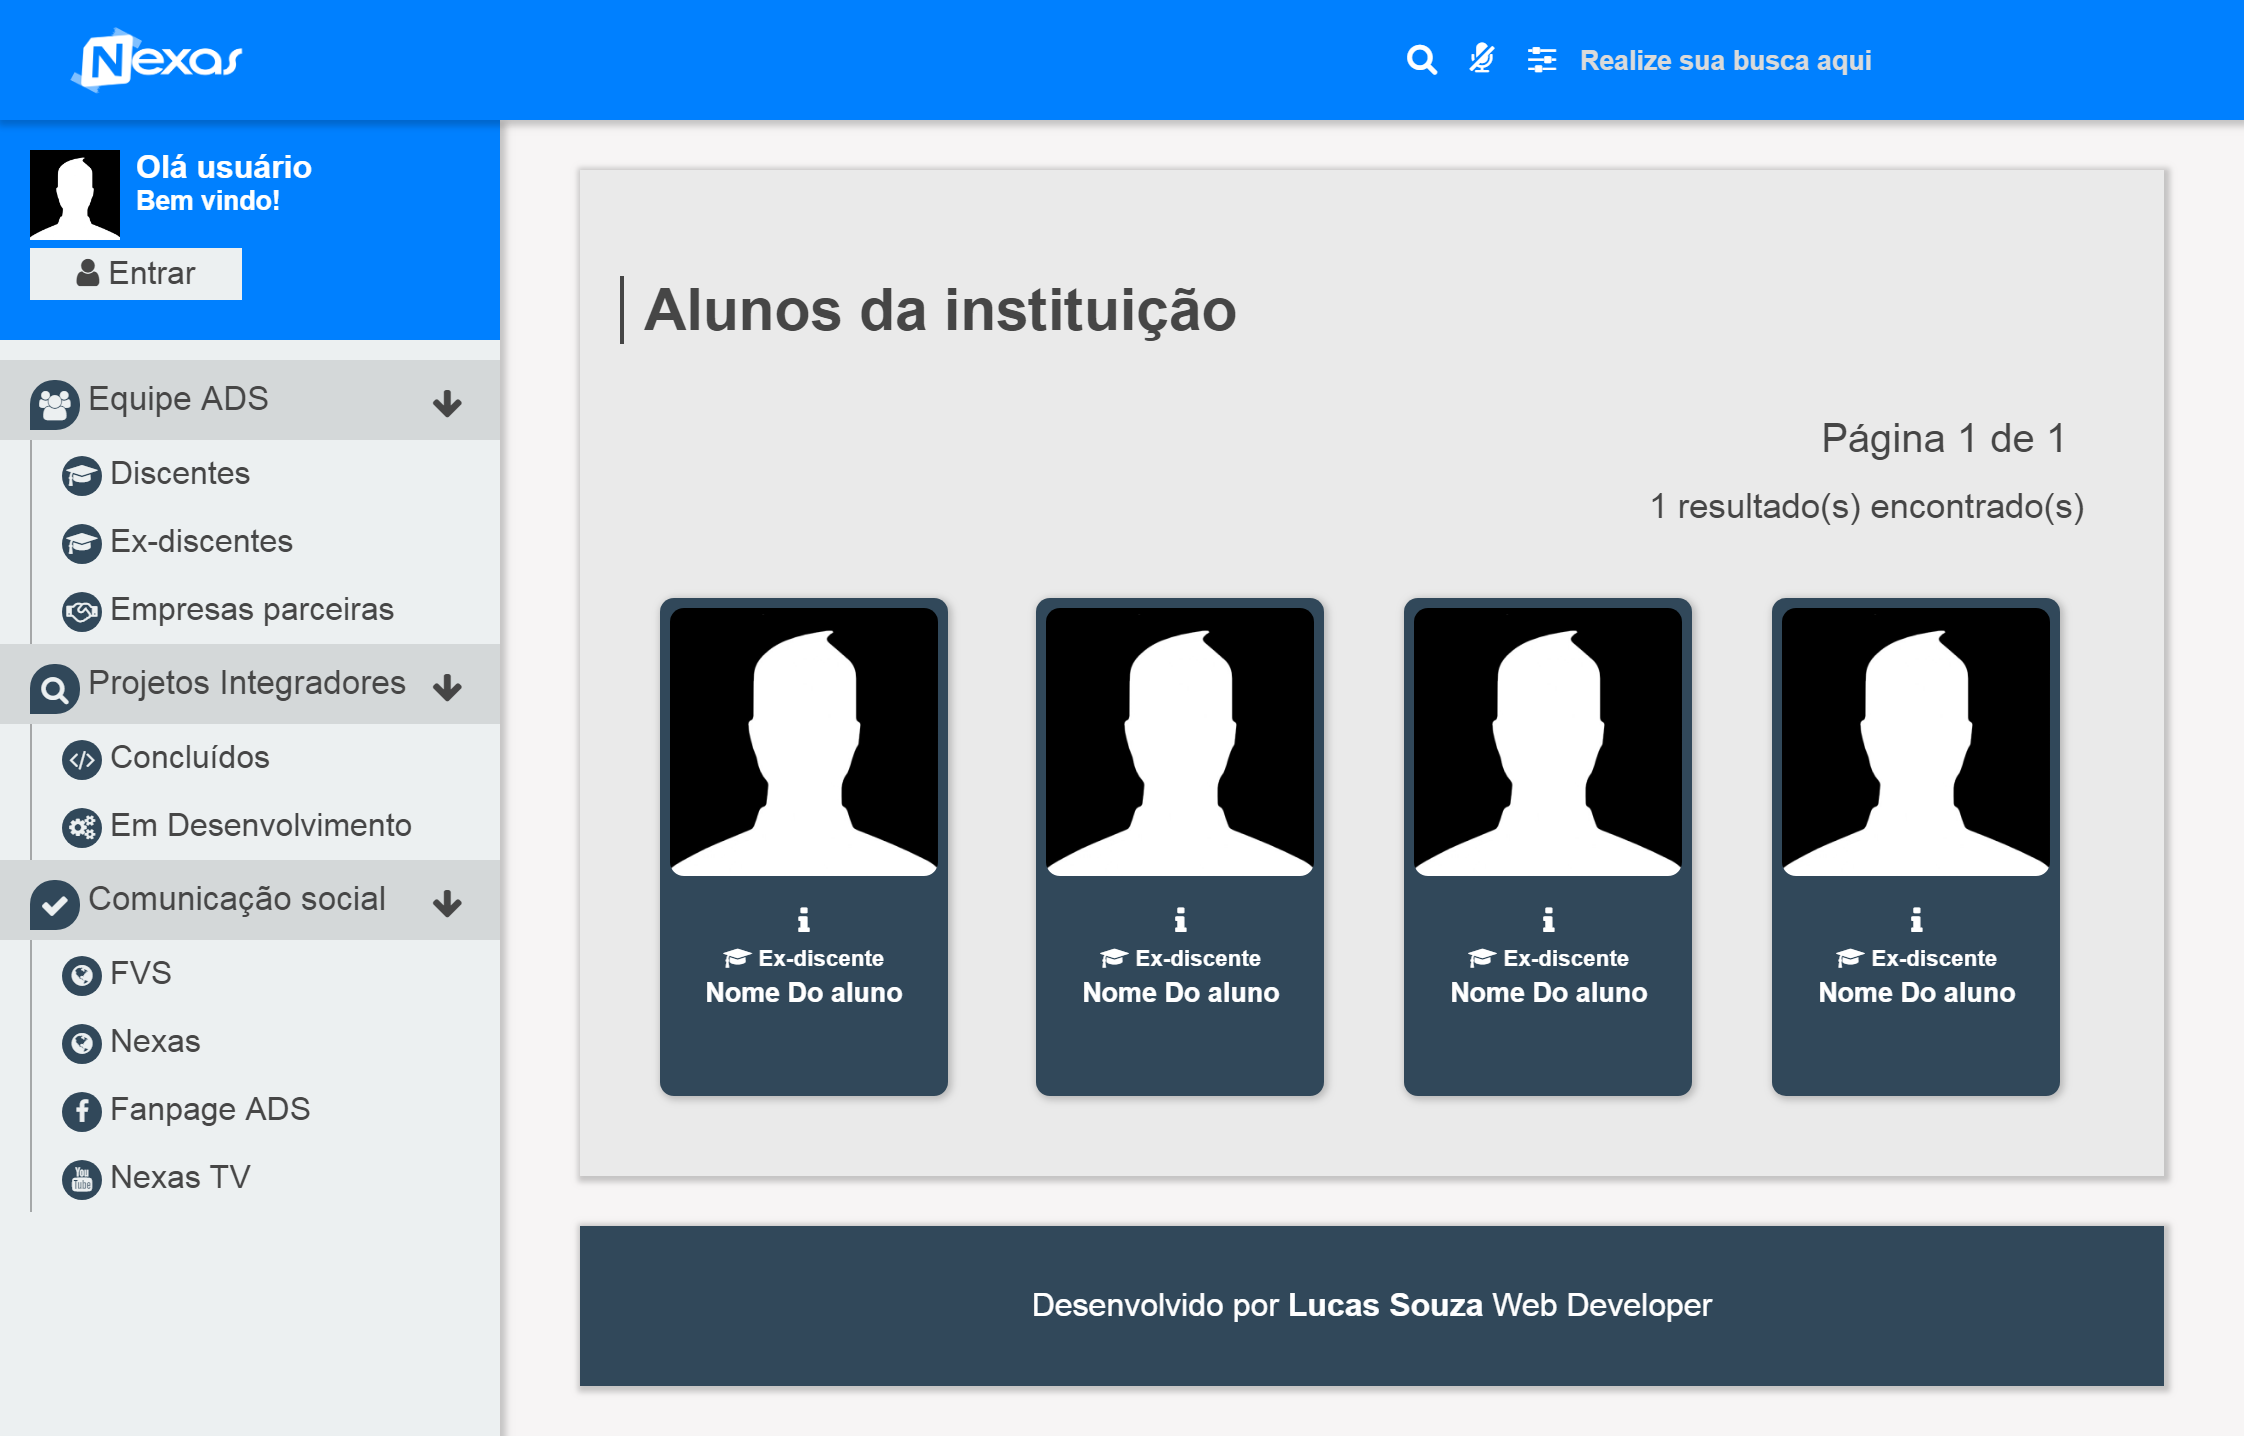 Nexas
Realize sua busca aqui
Olá usuário
Bem vindo!
Entrar
Equipe ADS
Discentes
Ex-discentes
Empresas parceiras
Projetos Integradores
Concluídos
Em Desenvolvimento
Comunicação social
FVS
Nexas
Fanpage ADS
You
Tube
Nexas TV
Alunos da instituição
Página 1 de 1
1 resultado(s) encontrado(s)
Ex-discente
Nome Do aluno
Ex-discente
Nome Do aluno
Ex-discente
Nome Do aluno
Ex-discente
Nome Do aluno
Desenvolvido por Lucas Souza Web Developer